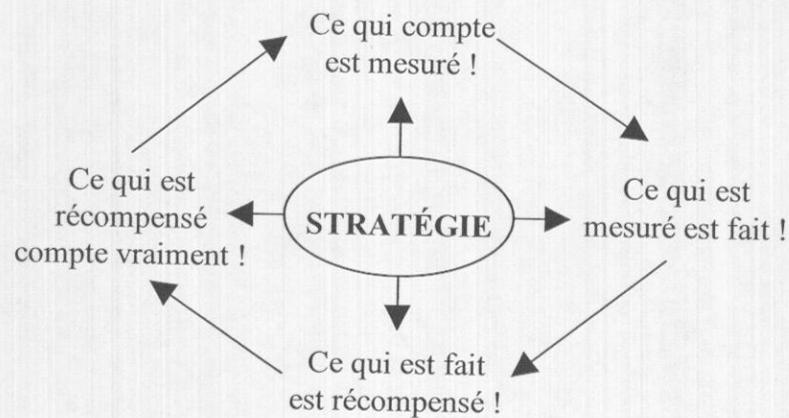 Ce qui compte
est mesuré !
Ce qui est
récompensé
compte vraiment !
STRATÉGIE
Ce qui est
mesuré est fait !
Ce qui est fait
est récompensé !